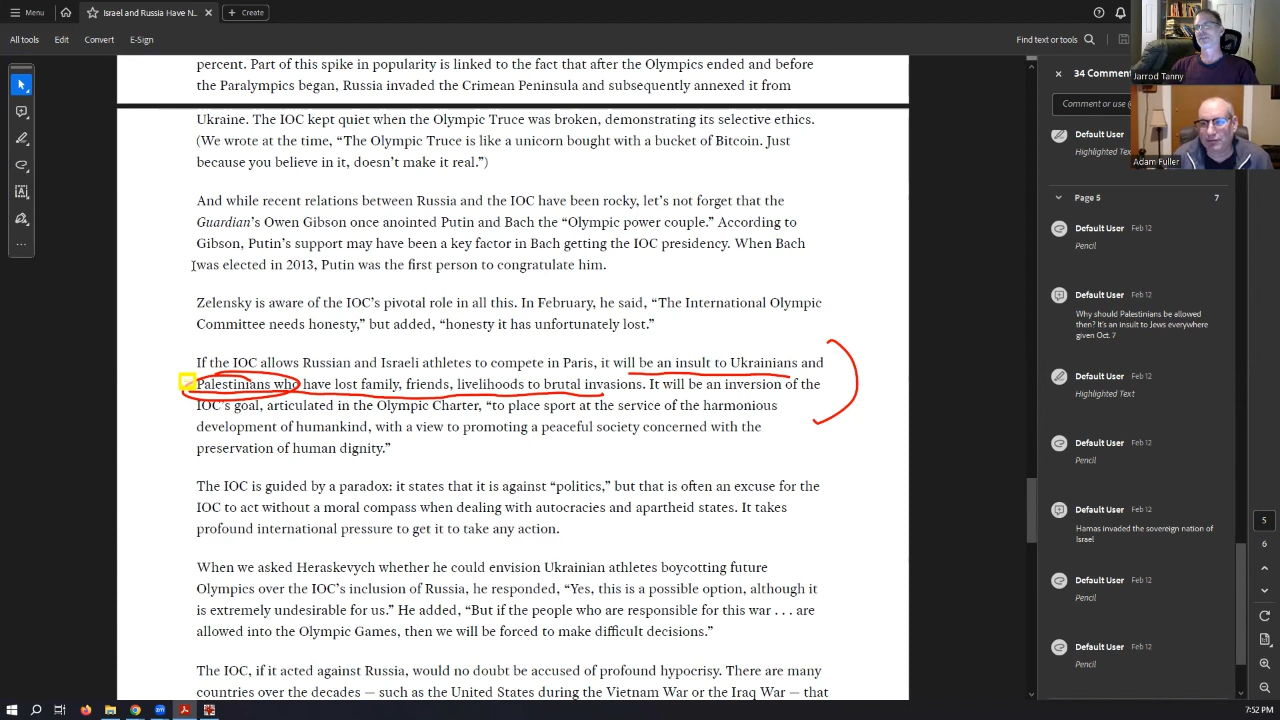 Menu
Israel and Russia Have N...
Create
All tools
Edit
Convert
E-Sign
Find text or tools
Jarrod Tanny
Adam Fuller
percent. Part of this spike in popularity is linked to the fact that after the Olympics ended and before
the Paralympics began, Russia invaded the Crimean Peninsula and subsequently annexed it from
Ukraine. The IOC kept quiet when the Olympic Truce was broken, demonstrating its selective ethics.
(We wrote at the time, “The Olympic Truce is like a unicorn bought with a bucket of Bitcoin. Just
because you believe in it, doesn’t make it real.”)
And while recent relations between Russia and the IOC have been rocky, let’s not forget that the
Guardian’s Owen Gibson once anointed Putin and Bach the “Olympic power couple.” According to
Gibson, Putin’s support may have been a key factor in Bach getting the IOC presidency. When Bach
was elected in 2013, Putin was the first person to congratulate him.
Zelensky is aware of the IOC’s pivotal role in all this. In February, he said, “The International Olympic
Committee needs honesty,” but added, “honesty it has unfortunately lost.”
If the IOC allows Russian and Israeli athletes to compete in Paris, it will be an insult to Ukrainians and
Palestinians who have lost family, friends, livelihoods to brutal invasions. It will be an inversion of the
IOC’s goal, articulated in the Olympic Charter, “to place sport at the service of the harmonious
development of humankind, with a view to promoting a peaceful society concerned with the
preservation of human dignity.”
The IOC is guided by a paradox: it states that it is against “politics,” but that is often an excuse for the
IOC to act without a moral compass when dealing with autocracies and apartheid states. It takes
profound international pressure to get it to take any action.
When we asked Heraskevych whether he could envision Ukrainian athletes boycotting future
Olympics over the IOC’s inclusion of Russia, he responded, “Yes, this is a possible option, although it
is extremely undesirable for us.” He added, “But if the people who are responsible for this war . . . are
allowed into the Olympic Games, then we will be forced to make difficult decisions.”
The IOC, if it acted against Russia, would no doubt be accused of profound hypocrisy. There are many
countries over the decades — such as the United States during the Vietnam War or the Iraq War — that
34 Comme
Comment or use @
Default User
Highlighted Text
Page 5
7
Default User Feb 12
Pencil
Default User Feb 12
Why should Palestinians be allowed
then? It's an insult to Jews everywhere
given Oct. 7
Default User Feb 12
Highlighted Text
Default User Feb 12
Pencil
Default User Feb 12
Hamas invaded the sovereign nation of
Israel
Default User Feb 12
Pencil
Default User Feb 12
Pencil
5
6
7:52 PM